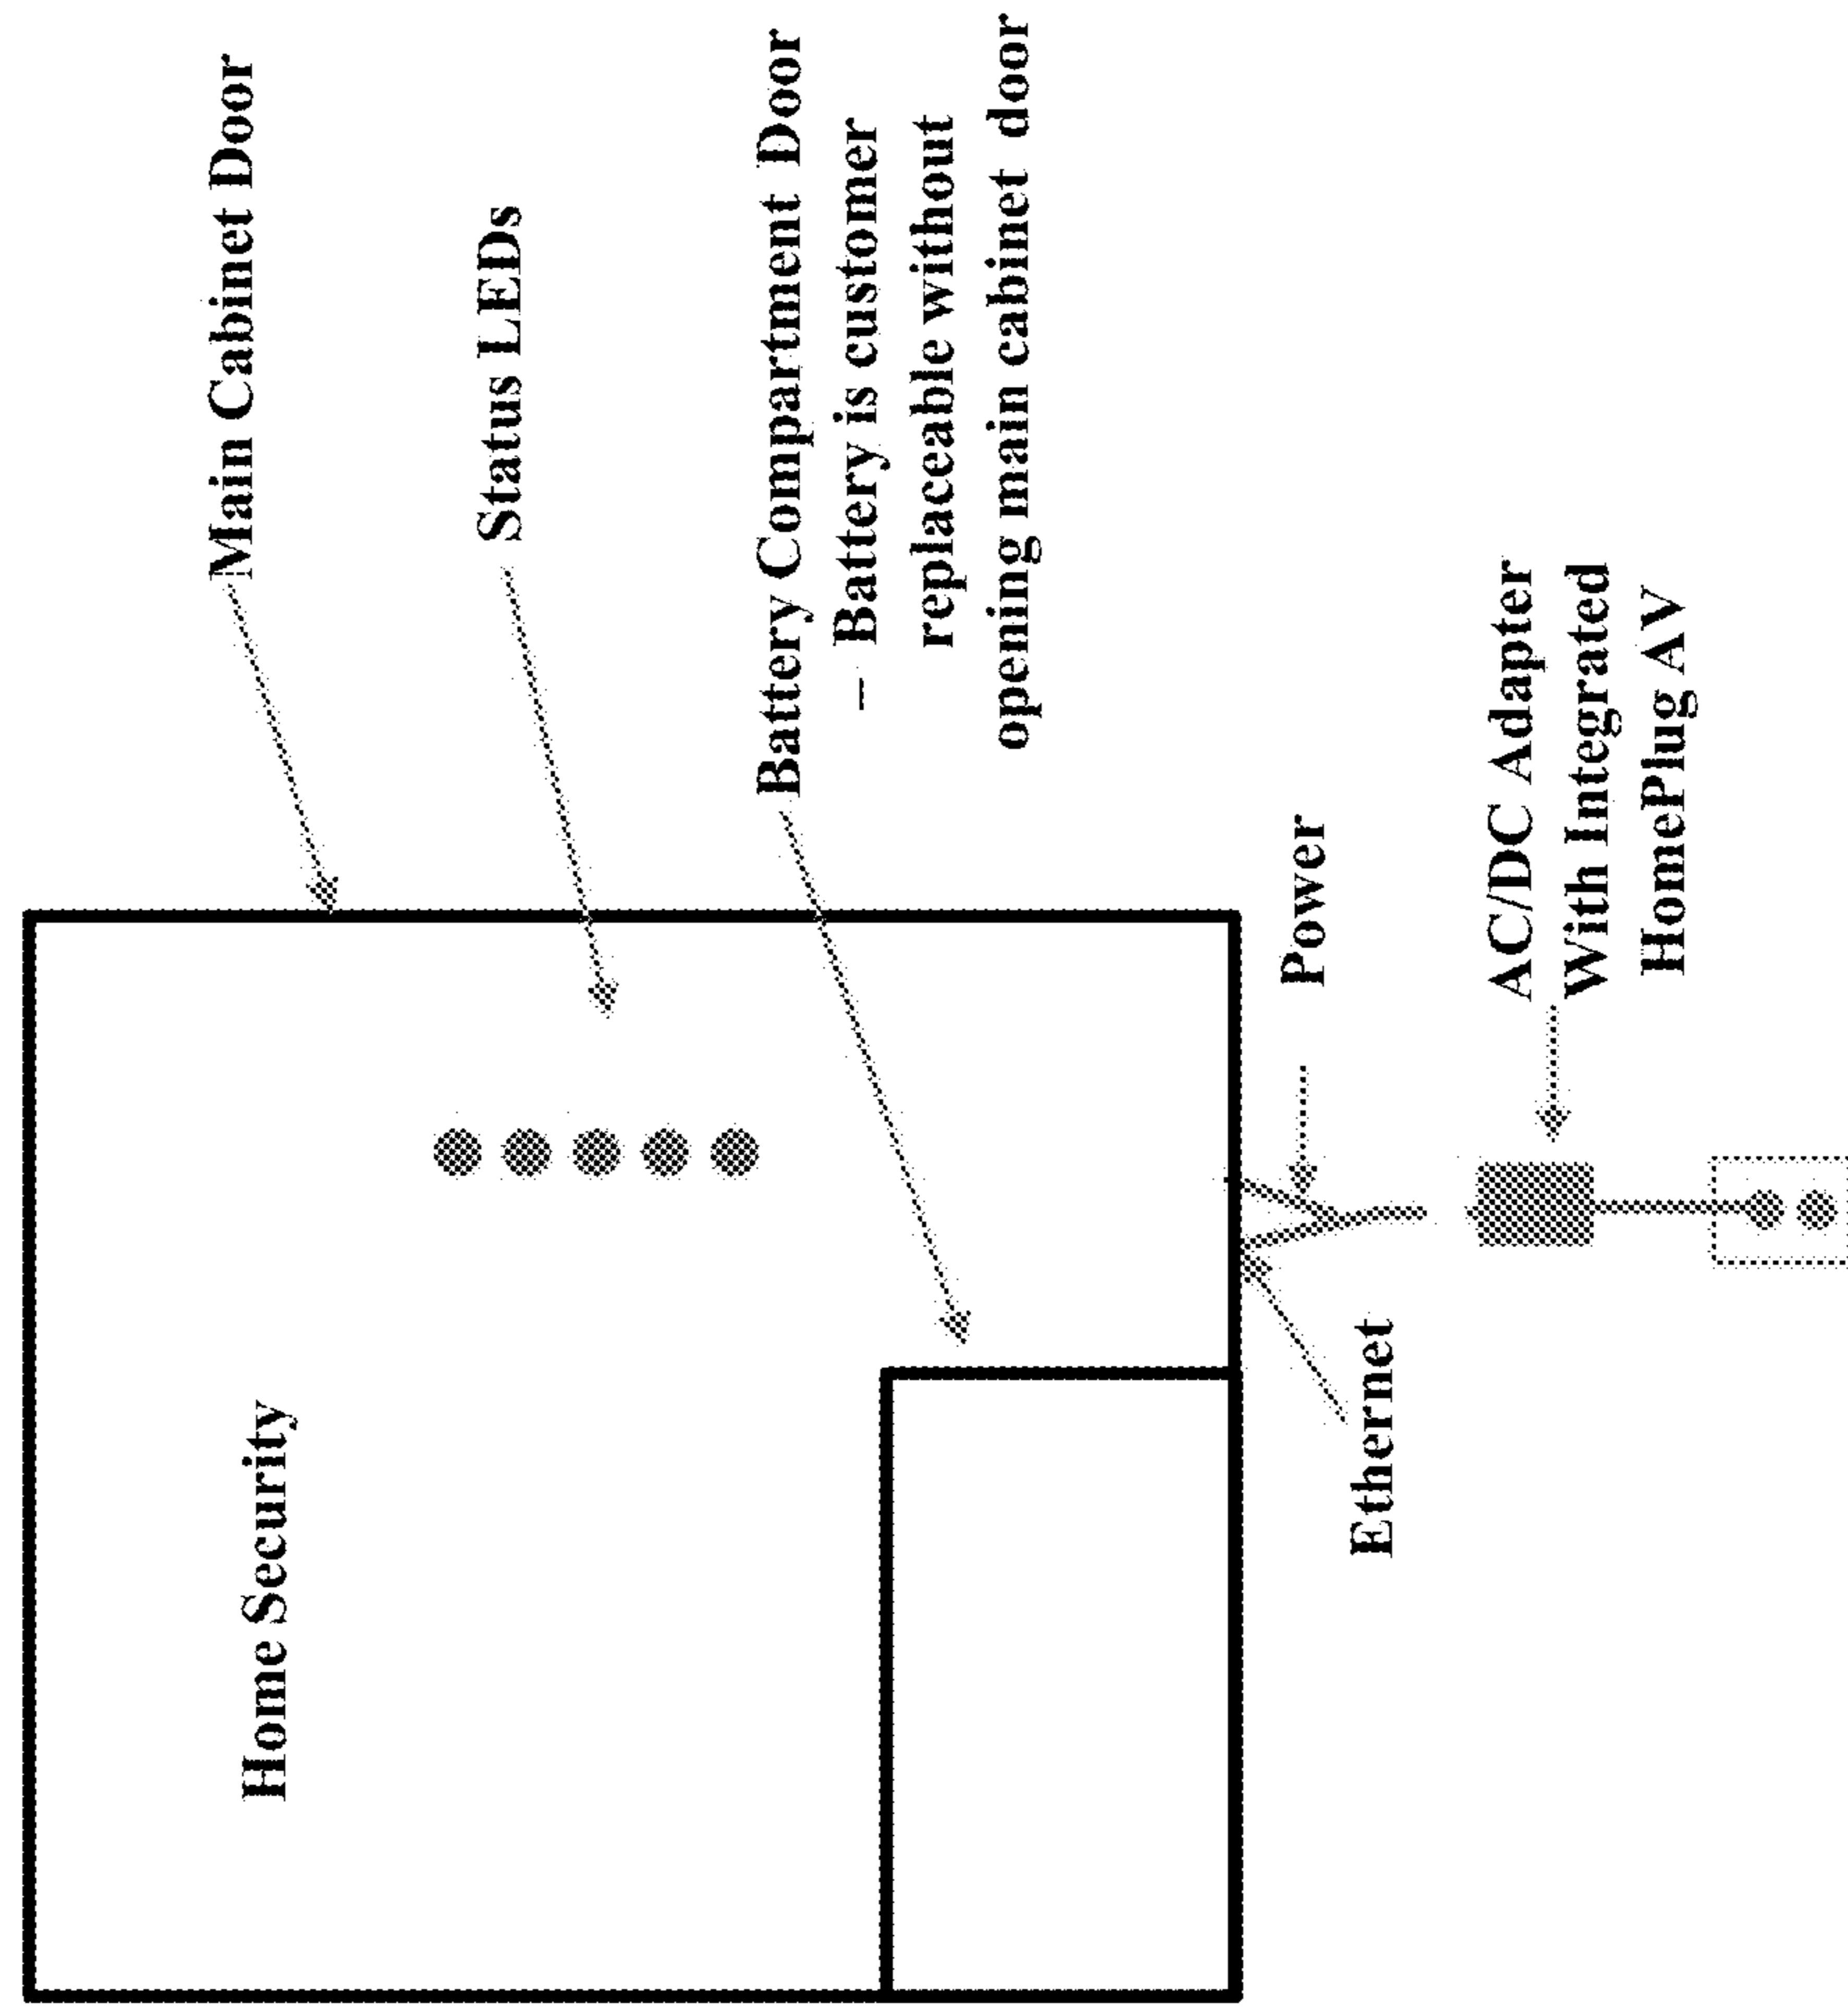 Main Cabinet Door
Home Security
Status LEDs
Battery Compartment Door
– Battery is customer
replaceable without
opening main cabinet door
Power
Ethernet
AC/DC Adapter
With Integrated
HomePlug AV